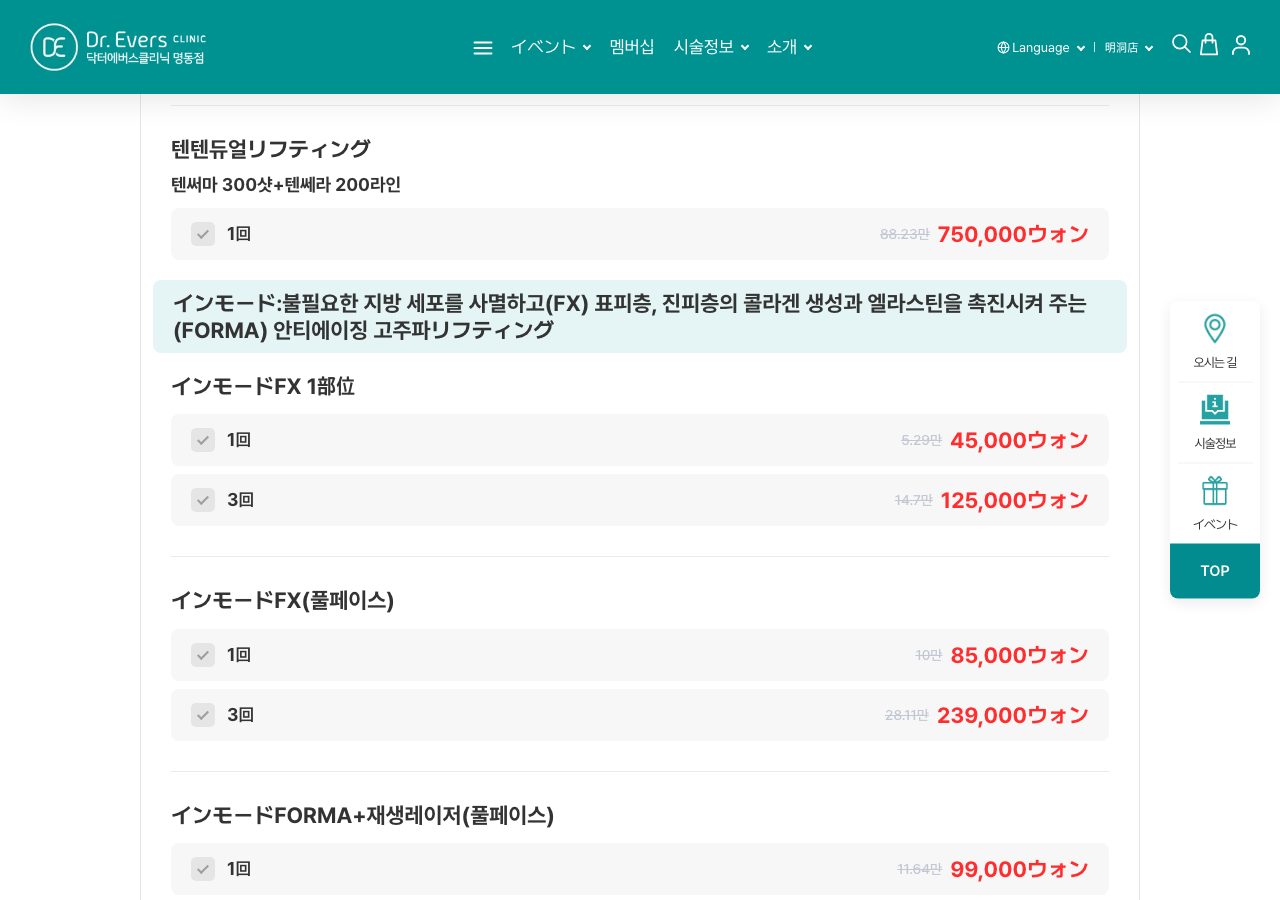 Dr. Evers CLINIC
닥터에버스클리닉 명동점
イベント
멤버십
시술정보
소개
Language
明洞店
텐텐듀얼リフティング
텐써마 300샷+텐쎄라 200라인
1回
88.23만 750,000ウォン
インモード:불필요한 지방 세포를 사멸하고(FX) 표피층, 진피층의 콜라겐 생성과 엘라스틴을 촉진시켜 주는
(FORMA) 안티에이징 고주파リフティング
インモードFX 1部位
1回
5.29만 45,000ウォン
3回
14.7만 125,000ウォン
インモードFX(풀페이스)
1回
10만 85,000ウォン
3回
28.11만 239,000ウォン
インモードFORMA+재생레이저(풀페이스)
1回
11.64만 99,000ウォン
오시는 길
시술정보
イベント
TOP